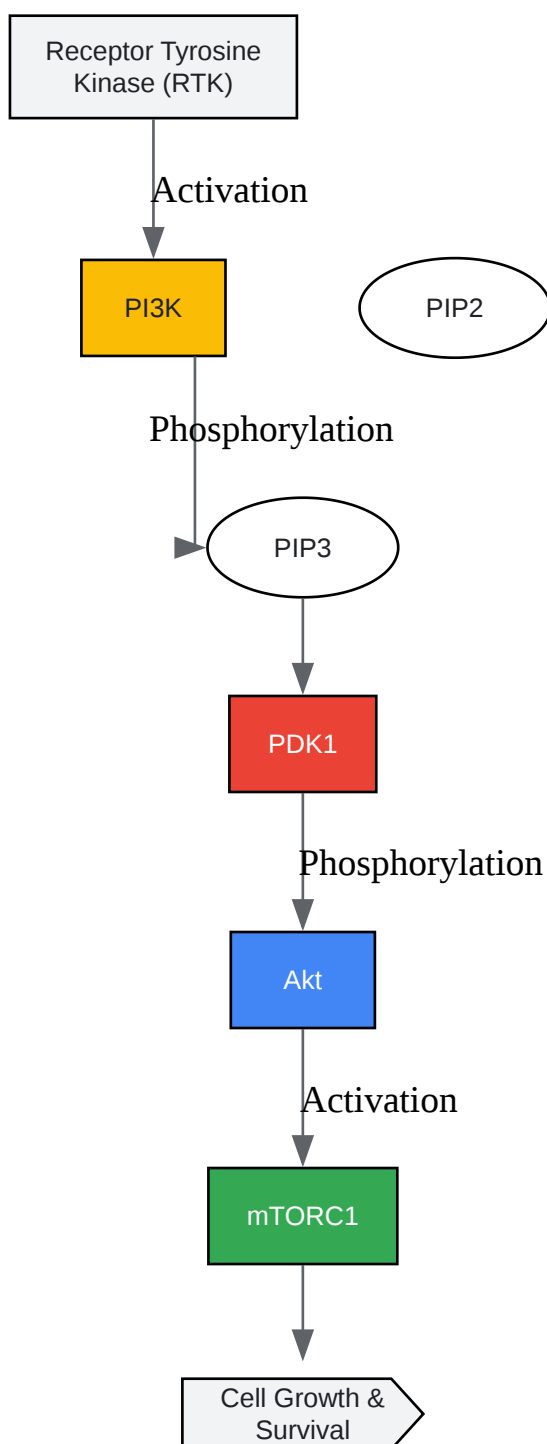 Receptor Tyrosine
Kinase (RTK)
Activation
PI3K
PIP2
Phosphorylation
PIP3
PDK1
Phosphorylation
Akt
Activation
mTORC1
Cell Growth &
Survival